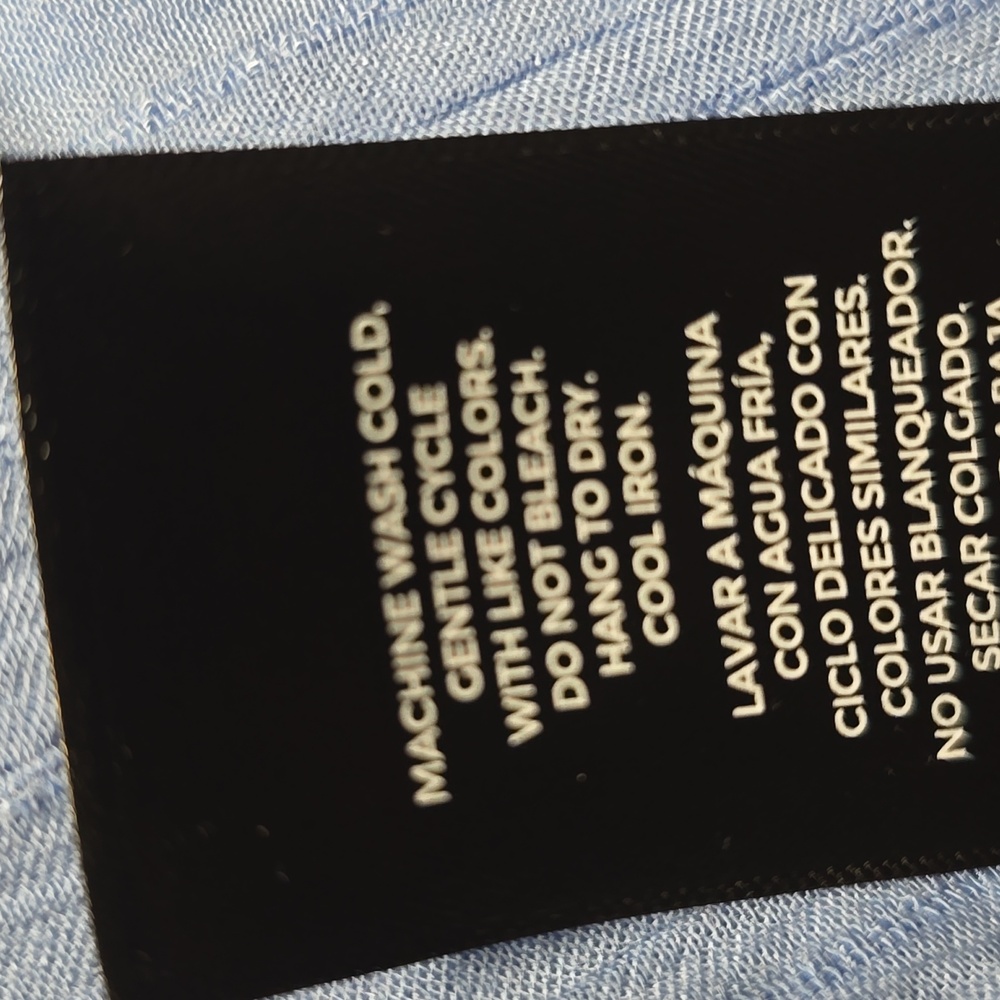 MACHINE WASH COLD,
GENTLE CYCLE
WITH LIKE COLORS.
DO NOT BLEACH.
HANG TO DRY.
COOL IRON.
LAVAR A MÁQUINA
CON AGUA FRÍA,
CICLO DELICADO CON
COLORES SIMILARES.
NO USAR BLANQUEADOR.
SECAR COLGADO.
BAJA